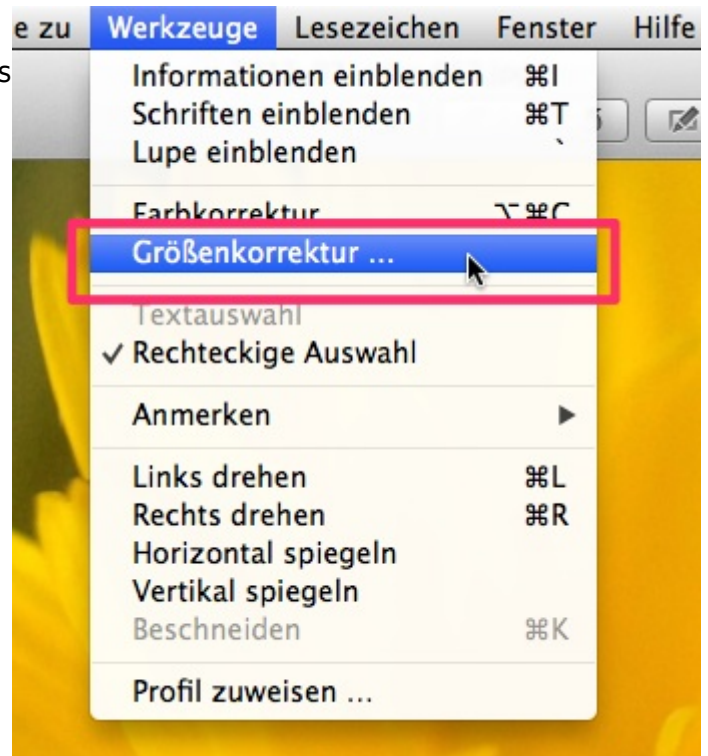 e zu Werkzeuge Lesezeichen Fenster Hilfe
s
Informationen einblenden ⌘I
Schriften einblenden ⌘T
Lupe einblenden `
Farbkorrektur ⌥⌘C
Größenkorrektur ...
Textauswahl
✓ Rechteckige Auswahl
Anmerken ▶
Links drehen ⌘L
Rechts drehen ⌘R
Horizontal spiegeln
Vertikal spiegeln
Beschneiden ⌘K
Profil zuweisen ...